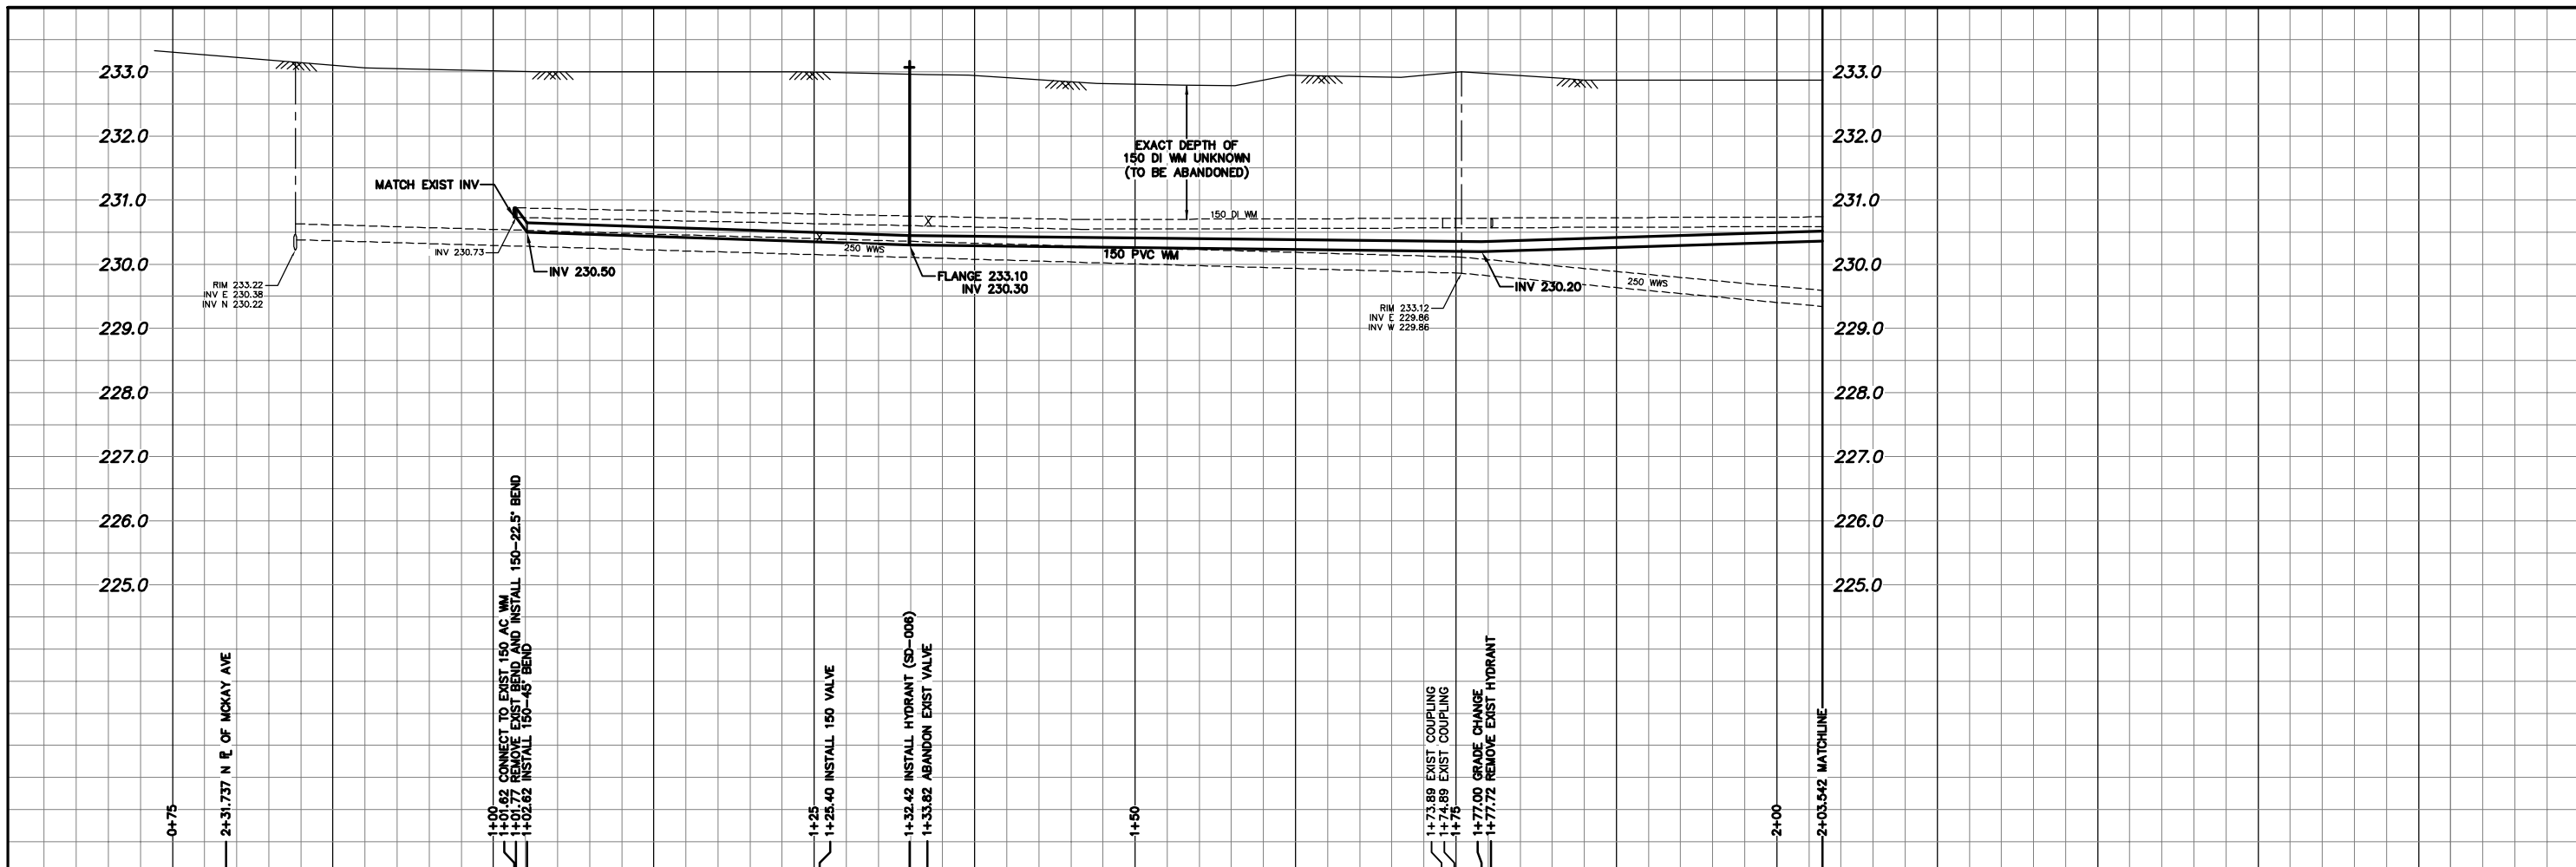 233.0
233.0
232.0
232.0
EXACT DEPTH OF
150 DI WM UNKNOWN
(TO BE ABANDONED)
MATCH EXIST INV
231.0
231.0
150 DI WM
X
X
250 WWS
INV 230.73
150 PVC WM
230.0
230.0
INV 230.50
FLANGE 233.10
INV 230.30
INV 230.20
250 WWS
RIM 233.22
INV E 230.38
INV N 230.22
RIM 233.12
INV E 229.86
INV W 229.86
229.0
229.0
228.0
228.0
227.0
227.0
226.0
226.0
225.0
225.0
0+75
2+31.737 N PL OF MCKAY AVE
1+00
1+01.62 CONNECT TO EXIST 150 AC WM
1+01.77 REMOVE EXIST BEND AND INSTALL 150-22.5° BEND
1+02.62 INSTALL 150-45° BEND
1+25
1+25.40 INSTALL 150 VALVE
1+32.42 INSTALL HYDRANT (SD-006)
1+33.82 ABANDON EXIST VALVE
1+50
1+73.89 EXIST COUPLING
1+74.89 EXIST COUPLING
1+75
1+77.00 GRADE CHANGE
1+77.72 REMOVE EXIST HYDRANT
2+00
2+03.542 MATCHLINE